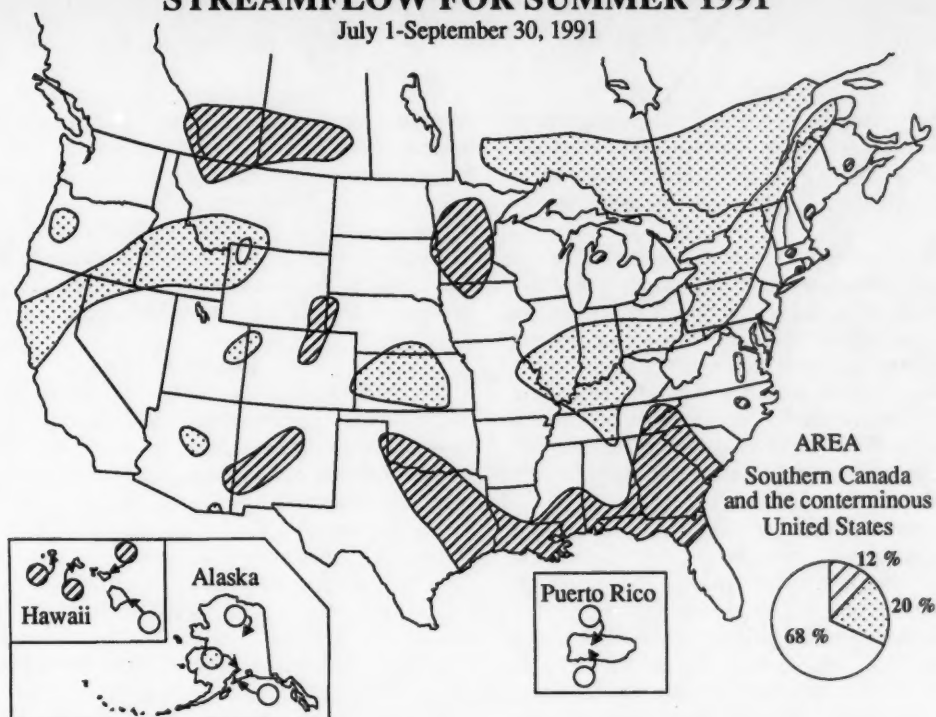 STREAMFLOW FOR SUMMER 1991
July 1-September 30, 1991
AREA
Southern Canada
and the conterminous
United States
12 %
20 %
68 %
Hawaii
Alaska
Puerto Rico